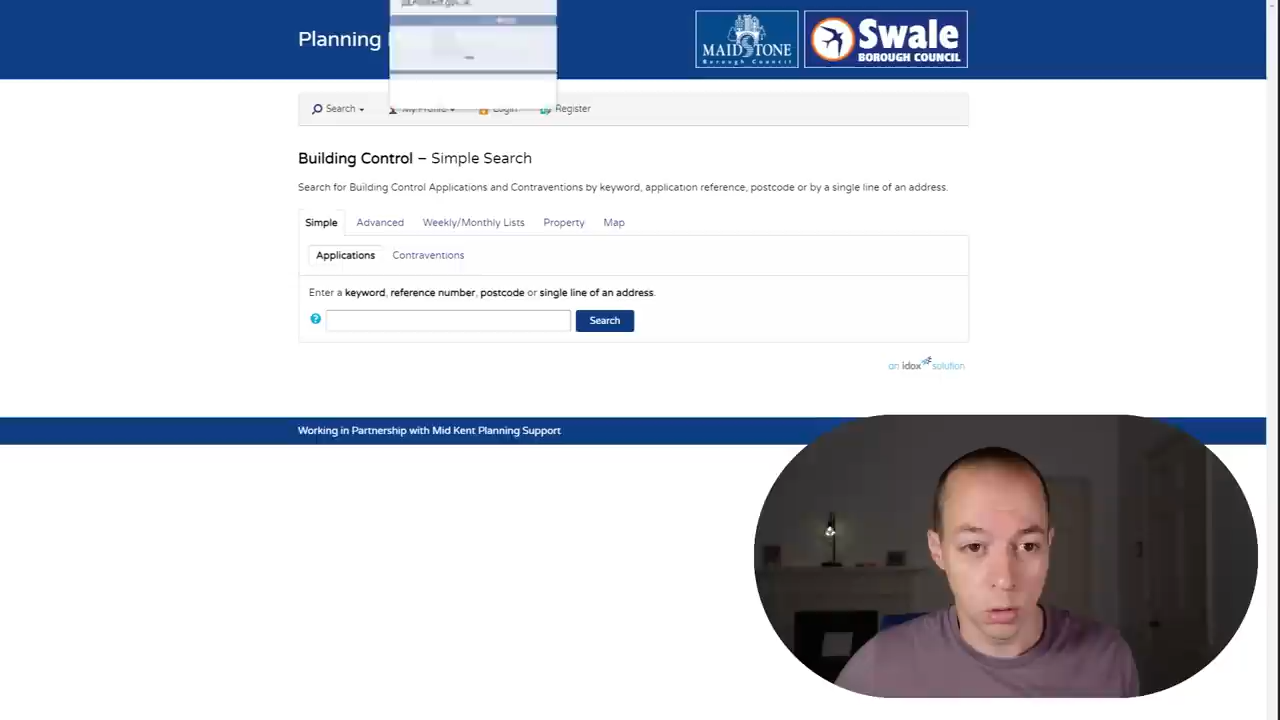 Planning
MAIDSTONE
Borough Council
Swale
BOROUGH COUNCIL
Search
My Profile
Login
Register
Building Control – Simple Search
Search for Building Control Applications and Contraventions by keyword, application reference, postcode or by a single line of an address.
Simple Advanced Weekly/Monthly Lists Property Map
Applications Contraventions
Enter a keyword, reference number, postcode or single line of an address.
? Search
an idox solution
Working in Partnership with Mid Kent Planning Support